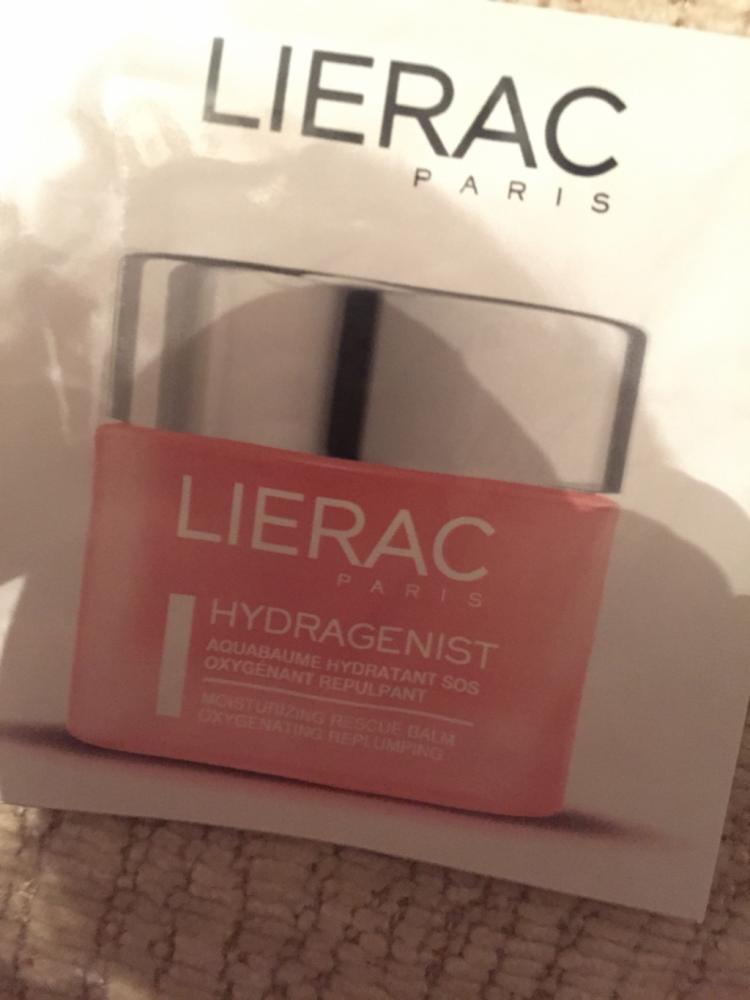 LIERAC
PARIS
LIERAC
PARIS
HYDRAGENIST
AQUABAUME HYDRATANT SOS
OXYGÉNANT REPULPANT
MOISTURIZING RESCUE BALM
OXYGENATING REPLUMPING